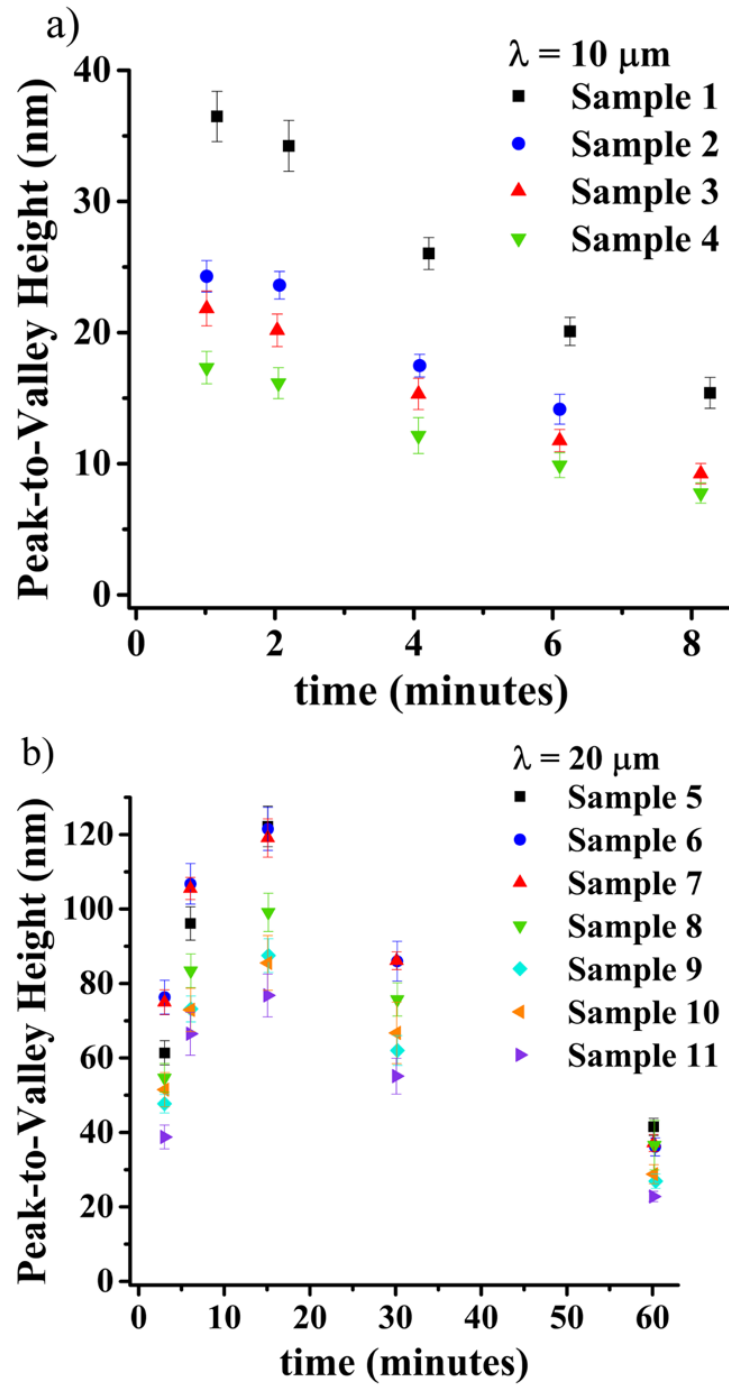 a)
λ = 10 μm
Sample 1
Sample 2
Sample 3
Sample 4
Peak-to-Valley Height (nm)
40
30
20
10
0
0 2 4 6 8
time (minutes)
b)
λ = 20 μm
Sample 5
Sample 6
Sample 7
Sample 8
Sample 9
Sample 10
Sample 11
Peak-to-Valley Height (nm)
120
100
80
60
40
20
0
0 10 20 30 40 50 60
time (minutes)